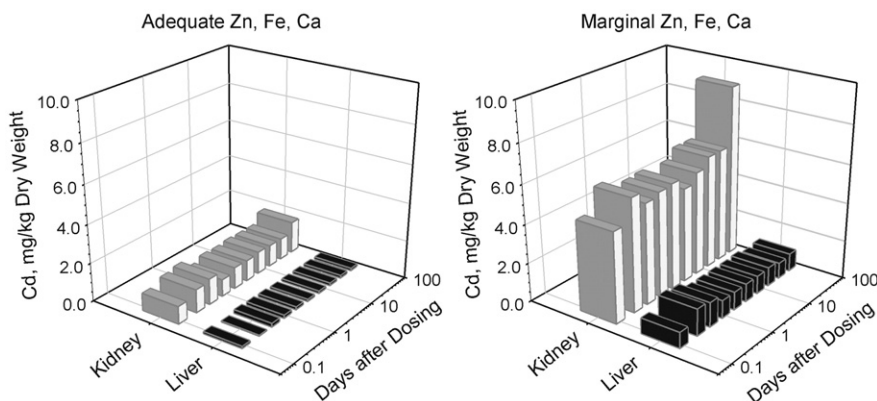 Adequate Zn, Fe, Ca
Cd, mg/kg Dry Weight
10.0
8.0
6.0
4.0
2.0
0.0
Kidney
Liver
0.1
1
10
100
Days after Dosing
Marginal Zn, Fe, Ca
Cd, mg/kg Dry Weight
10.0
8.0
6.0
4.0
2.0
0.0
Kidney
Liver
0.1
1
10
100
Days after Dosing